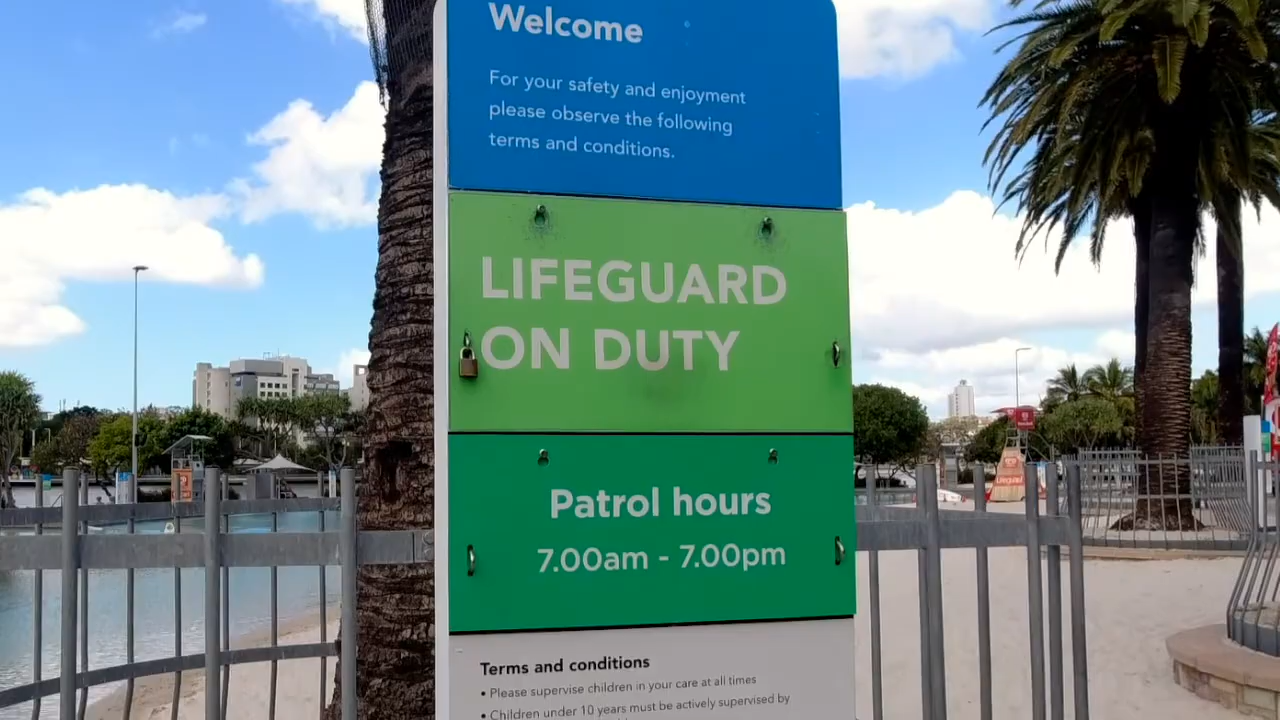 Welcome
For your safety and enjoyment
please observe the following
terms and conditions.
LIFEGUARD
ON DUTY
Patrol hours
7.00am - 7.00pm
Terms and conditions
• Please supervise children in your care at all times
• Children under 10 years must be actively supervised by
Lifeguard